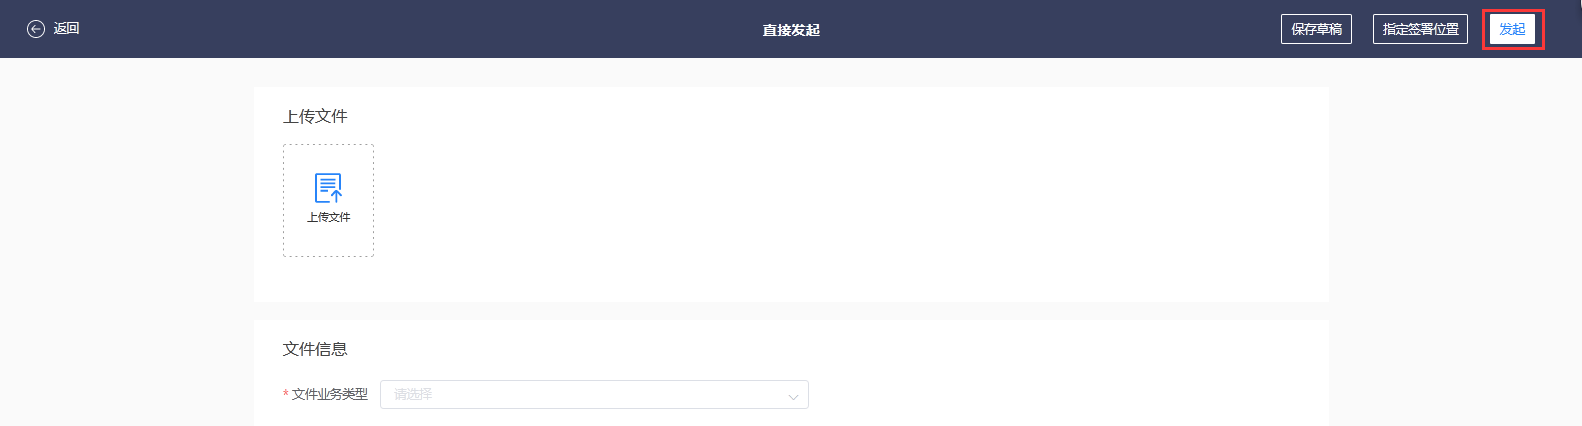 返回
直接发起
保存草稿
指定签署位置
发起
上传文件
上传文件
文件信息
* 文件业务类型
请选择